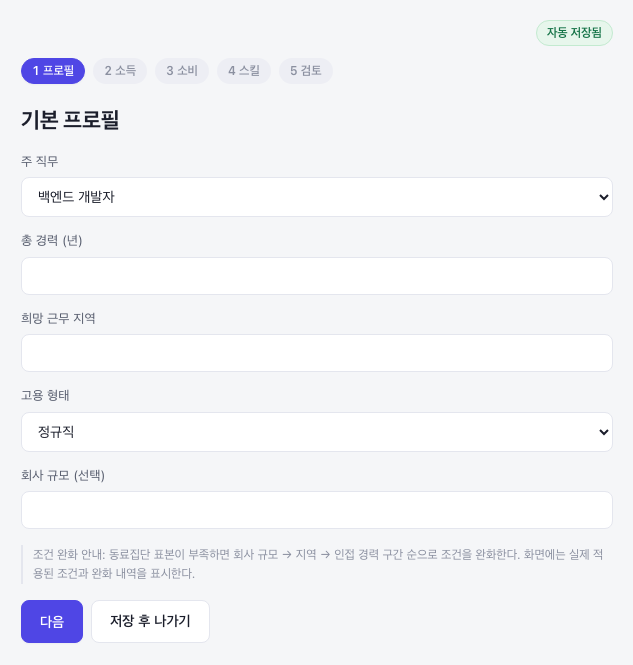 자동 저장됨
1 프로필 2 소득 3 소비 4 스킬 5 검토
기본 프로필
주 직무
백엔드 개발자
총 경력 (년)
희망 근무 지역
고용 형태
정규직
회사 규모 (선택)
조건 완화 안내: 동료집단 표본이 부족하면 회사 규모 → 지역 → 인접 경력 구간 순으로 조건을 완화한다. 화면에는 실제 적
용된 조건과 완화 내역을 표시한다.
다음 저장 후 나가기